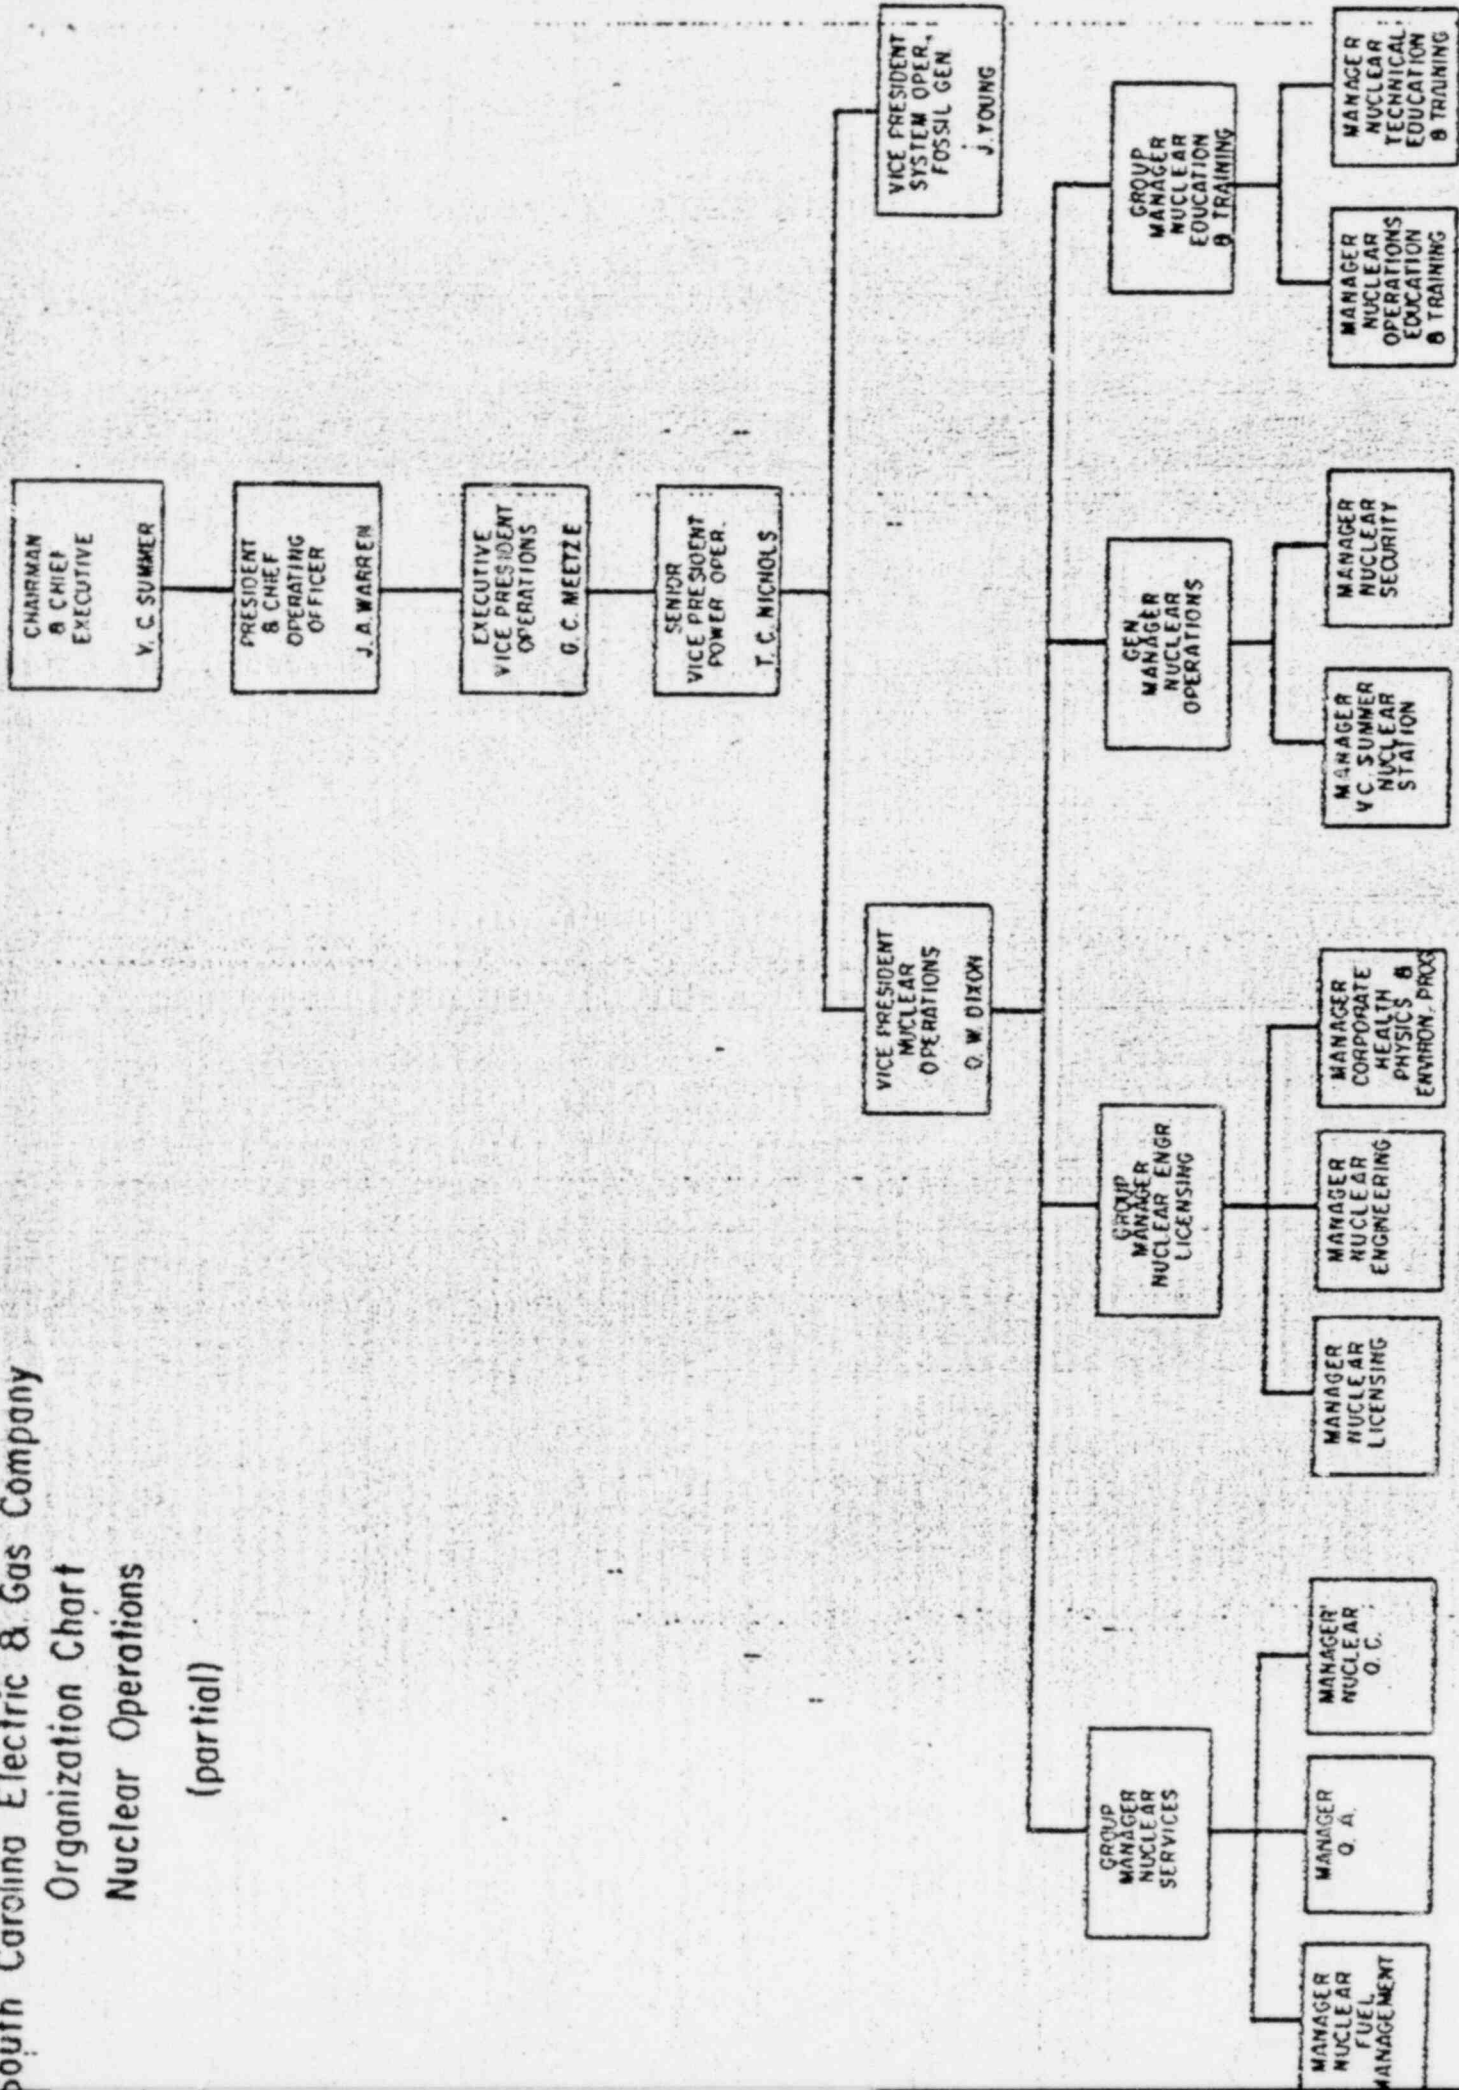 South Carolina Electric & Gas Company
Organization Chart
Nuclear Operations
(partial)
CHAIRMAN
& CHIEF
EXECUTIVE
V. C. SUMMER
PRESIDENT
& CHIEF
OPERATING
OFFICER
J.A. WARREN
EXECUTIVE
VICE PRESIDENT
OPERATIONS
G. C. MEETZE
SENIOR
VICE PRESIDENT
POWER OPER.
T. C. NICHOLS
VICE PRESIDENT
NUCLEAR
OPERATIONS
O. W. DIXON
VICE PRESIDENT
SYSTEM OPER.,
FOSSIL GEN
J. YOUNG
GROUP
MANAGER
NUCLEAR
SERVICES
GROUP
MANAGER
NUCLEAR ENGR.
LICENSING
GEN
MANAGER
NUCLEAR
OPERATIONS
GROUP
MANAGER
NUCLEAR
EDUCATION
& TRAINING
MANAGER
NUCLEAR
FUEL
MANAGEMENT
MANAGER
Q. A.
MANAGER
NUCLEAR
Q. C.
MANAGER
NUCLEAR
LICENSING
MANAGER
NUCLEAR
ENGINEERING
MANAGER
CORPORATE
HEALTH
PHYSICS &
ENVIRON. PROG
MANAGER
V.C. SUMMER
NUCLEAR
STATION
MANAGER
NUCLEAR
SECURITY
MANAGER
NUCLEAR
OPERATIONS
EDUCATION
& TRAINING
MANAGER
NUCLEAR
TECHNICAL
EDUCATION
& TRAINING